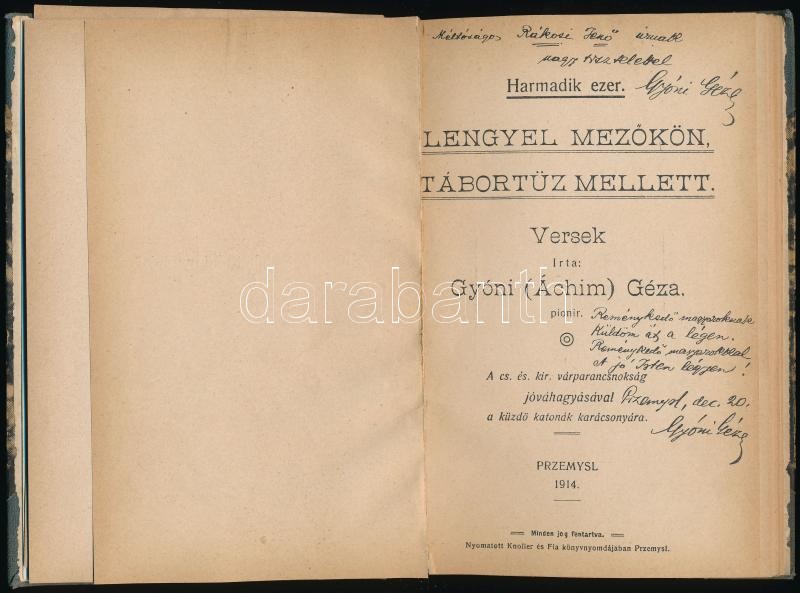 Méltóságos Rákosi Jenő úrnak
nagy tisztelettel
Gyóni Géza
Harmadik ezer.
LENGYEL MEZŐKÖN,
TÁBORTŰZ MELLETT.
Versek
Irta:
Gyóni (Áchim) Géza.
pionir.
Reménykedő magyaroknak
Küldöm át a légen.
Reménykedő magyarokkal
A jó Isten légyen!
A cs. és. kir. várparancsnokság
jóváhagyásával
a küzdő katonák karácsonyára.
Przemysl, dec. 20.
Gyóni Géza
PRZEMYSL
1914.
Minden jog fentartva.
Nyomatott Knoller és Fia könyvnyomdájában Przemysl.
darabanth